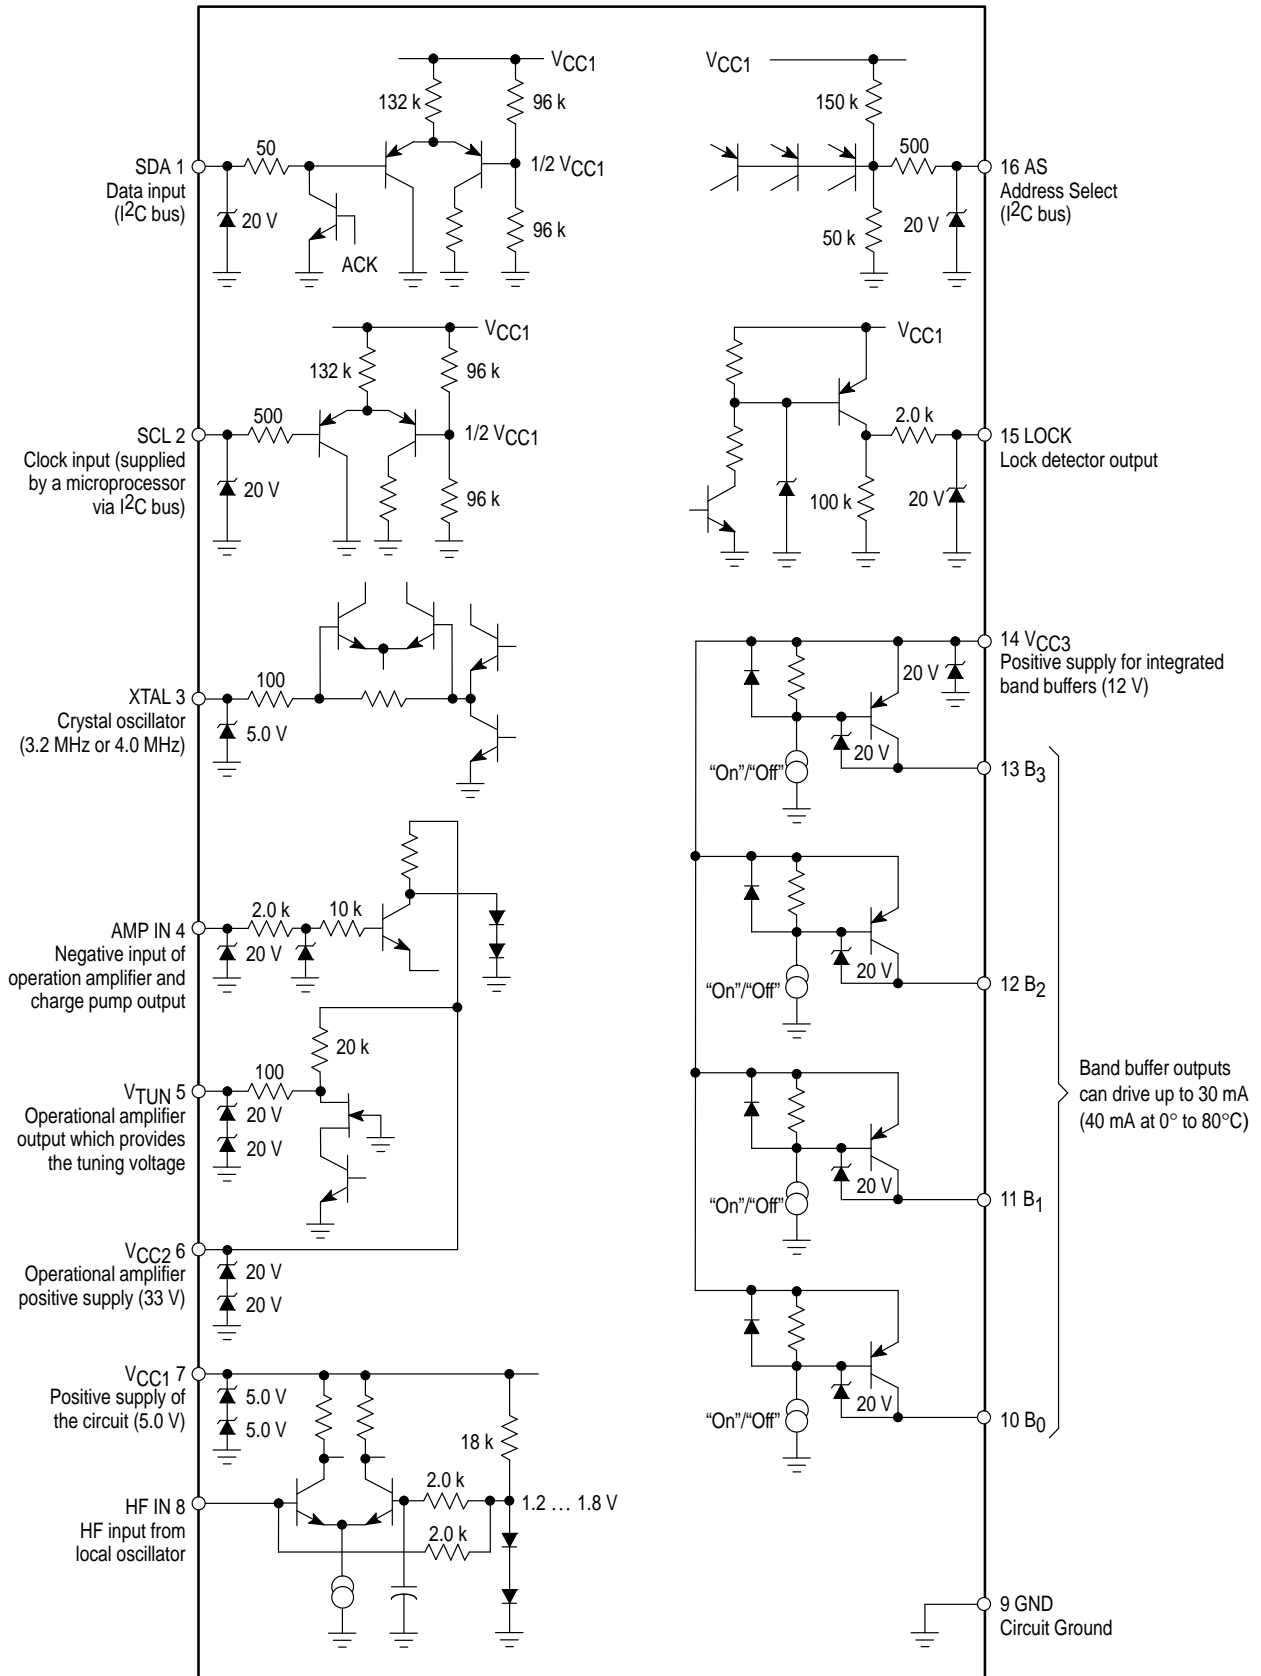 VCC1
132 k
96 k
50
SDA 1
Data input
(I2C bus)
1/2 VCC1
20 V
96 k
ACK
VCC1
150 k
500
16 AS
Address Select
(I2C bus)
50 k
20 V
VCC1
132 k
96 k
500
SCL 2
Clock input (supplied
by a microprocessor
via I2C bus)
1/2 VCC1
20 V
96 k
VCC1
2.0 k
15 LOCK
Lock detector output
100 k
20 V
100
XTAL 3
Crystal oscillator
(3.2 MHz or 4.0 MHz)
5.0 V
14 VCC3
Positive supply for integrated
band buffers (12 V)
20 V
20 V
“On”/“Off”
13 B3
2.0 k
10 k
AMP IN 4
Negative input of
operation amplifier and
charge pump output
20 V
20 V
“On”/“Off”
12 B2
20 k
100
VTUN 5
Operational amplifier
output which provides
the tuning voltage
20 V
20 V
Band buffer outputs
can drive up to 30 mA
(40 mA at 0° to 80°C)
20 V
“On”/“Off”
11 B1
VCC2 6
Operational amplifier
positive supply (33 V)
20 V
20 V
20 V
“On”/“Off”
10 B0
VCC1 7
Positive supply of
the circuit (5.0 V)
5.0 V
5.0 V
18 k
2.0 k
HF IN 8
HF input from
local oscillator
1.2 … 1.8 V
2.0 k
9 GND
Circuit Ground